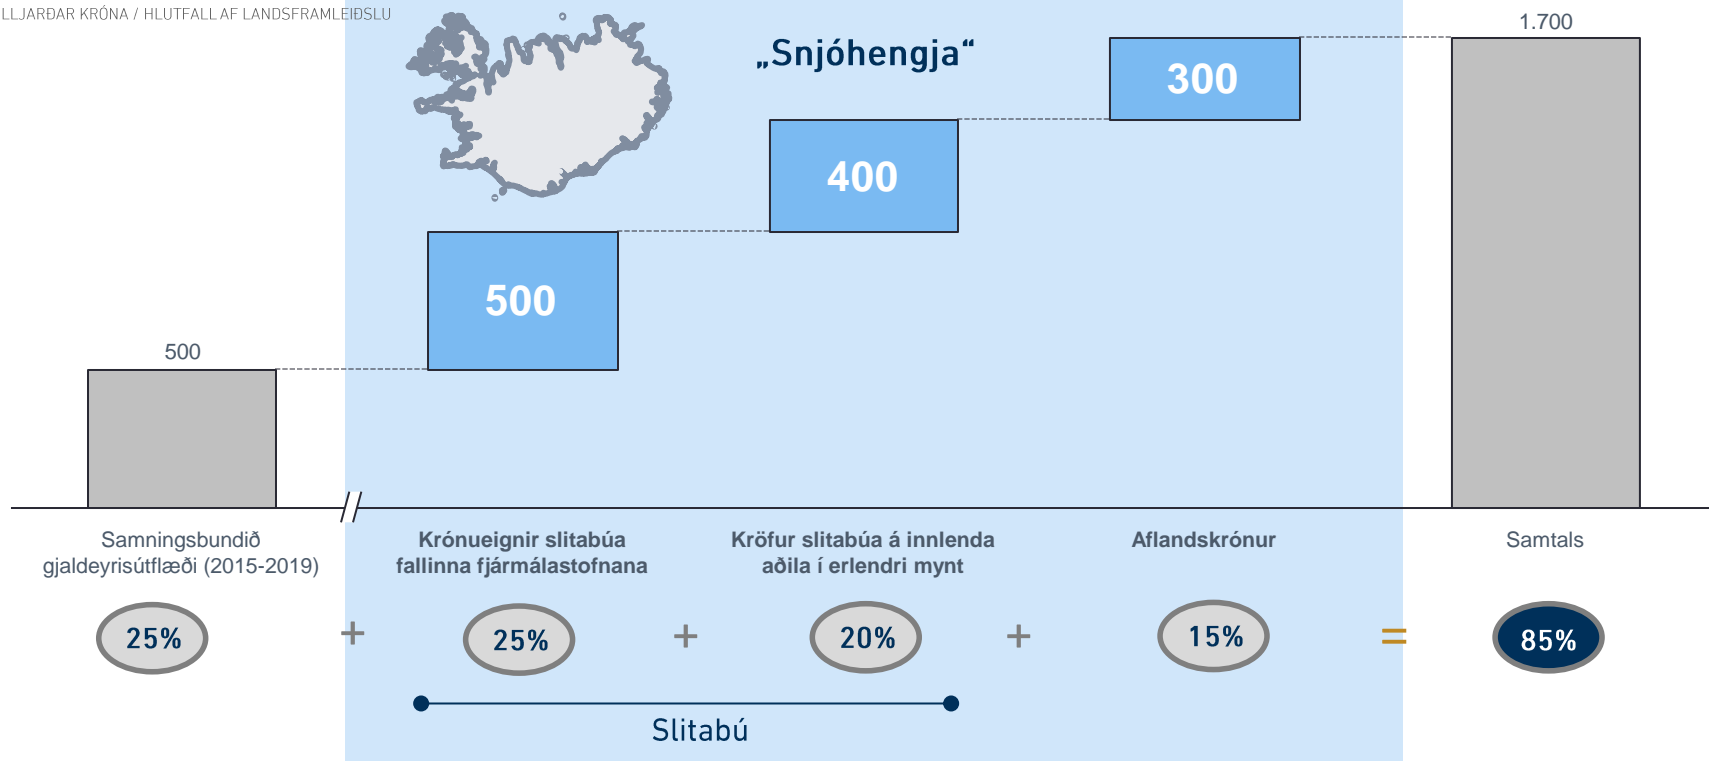 LLJARÐAR KRÓNA / HLUTFALL AF LANDSFRAMLEIÐSLU
„Snjóhengja“
1.700
300
400
500
500
Samningsbundið
gjaldeyrisútflæði (2015-2019)
Krónueignir slitabúa
fallinna fjármálastofnana
Kröfur slitabúa á innlenda
aðila í erlendri mynt
Aflandskrónur
Samtals
25% + 25% + 20% + 15% = 85%
Slitabú